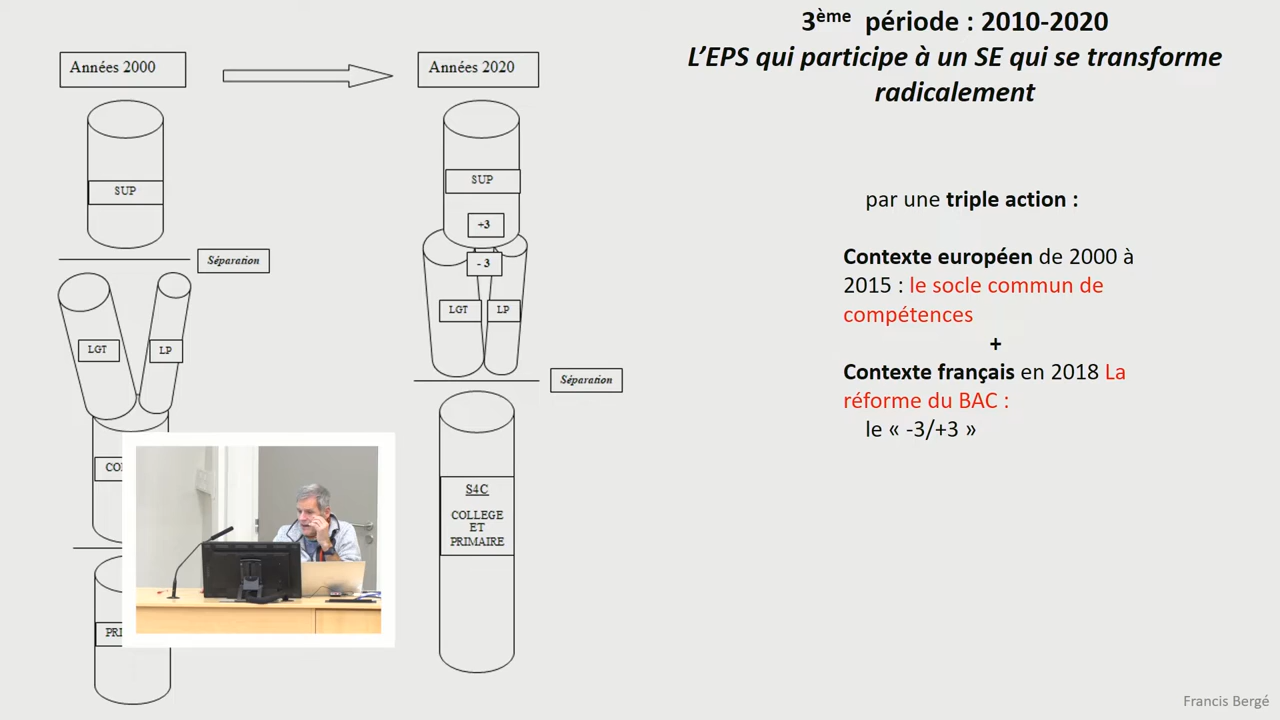 3ème période : 2010-2020
L’EPS qui participe à un SE qui se transforme
radicalement
Années 2000
Années 2020
SUP
Séparation
LGT
LP
SUP
+3
- 3
LGT
LP
Séparation
S4C
COLLEGE
ET
PRIMAIRE
par une triple action :
Contexte européen de 2000 à
2015 : le socle commun de
compétences
+
Contexte français en 2018 La
réforme du BAC :
le « -3/+3 »
Francis Bergé